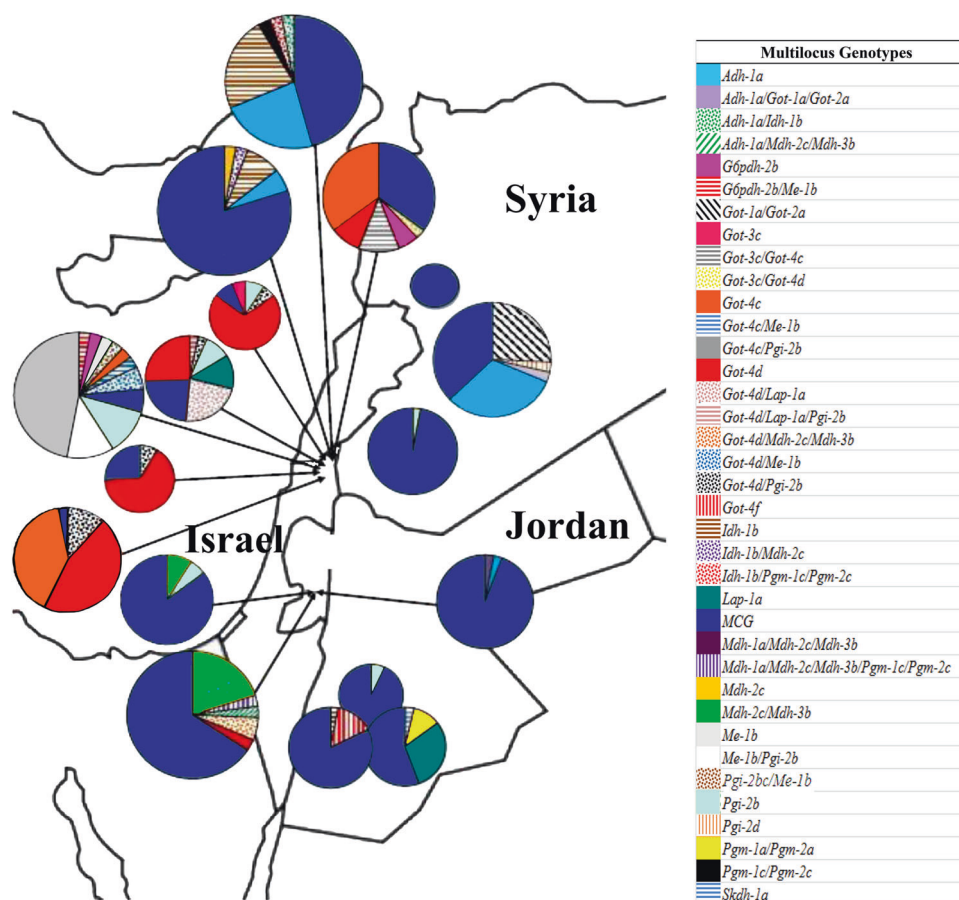 Syria
Israel
Jordan
Multilocus Genotypes
Adh-1a
Adh-1a/Got-1a/Got-2a
Adh-1a/Idh-1b
Adh-1a/Mdh-2c/Mdh-3b
G6pdh-2b
G6pdh-2b/Me-1b
Got-1a/Got-2a
Got-3c
Got-3c/Got-4c
Got-3c/Got-4d
Got-4c
Got-4c/Me-1b
Got-4c/Pgi-2b
Got-4d
Got-4d/Lap-1a
Got-4d/Lap-1a/Pgi-2b
Got-4d/Mdh-2c/Mdh-3b
Got-4d/Me-1b
Got-4d/Pgi-2b
Got-4f
Idh-1b
Idh-1b/Mdh-2c
Idh-1b/Pgm-1c/Pgm-2c
Lap-1a
MCG
Mdh-1a/Mdh-2c/Mdh-3b
Mdh-1a/Mdh-2c/Mdh-3b/Pgm-1c/Pgm-2c
Mdh-2c
Mdh-2c/Mdh-3b
Me-1b
Me-1b/Pgi-2b
Pgi-2bc/Me-1b
Pgi-2b
Pgi-2d
Pgm-1a/Pgm-2a
Pgm-1c/Pgm-2c
Skdh-1a